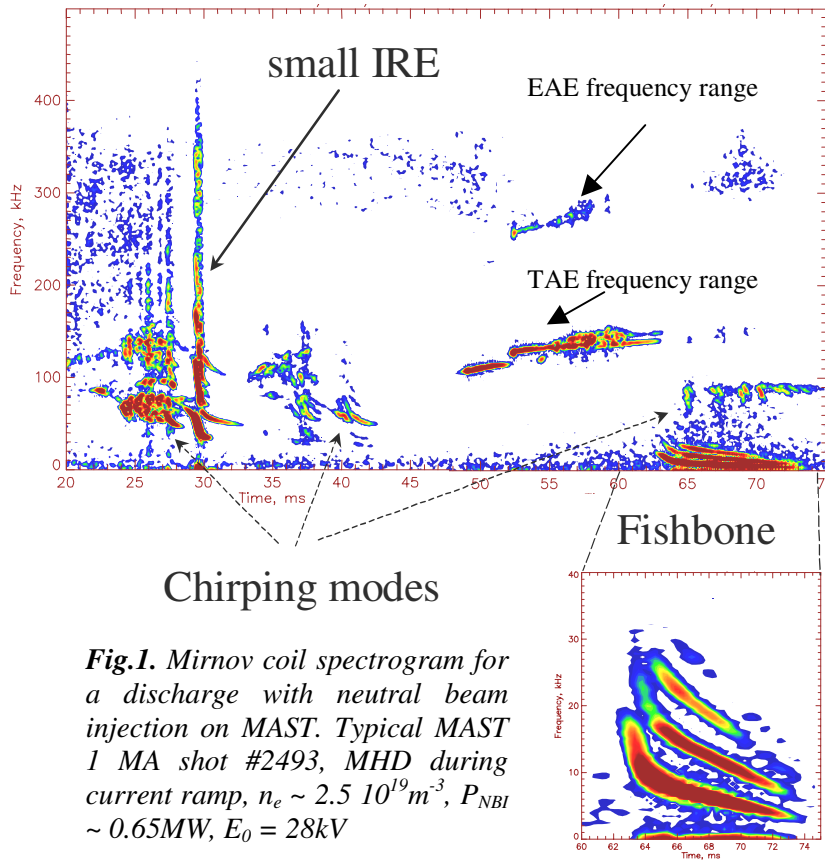 small IRE
EAE frequency range
TAE frequency range
Frequency, kHz
400
300
200
100
0
20 25 30 35 40 45 50 55 60 65 70 75
Time, ms
Fishbone
Chirping modes
Fig.1. Mirnov coil spectrogram for
a discharge with neutral beam
injection on MAST. Typical MAST
1 MA shot #2493, MHD during
current ramp, nₑ ~ 2.5 10¹⁹m⁻³, P_NBI
~ 0.65MW, E₀ = 28kV
Frequency, kHz
40
30
20
10
0
60 62 64 66 68 70 72 74
Time, ms